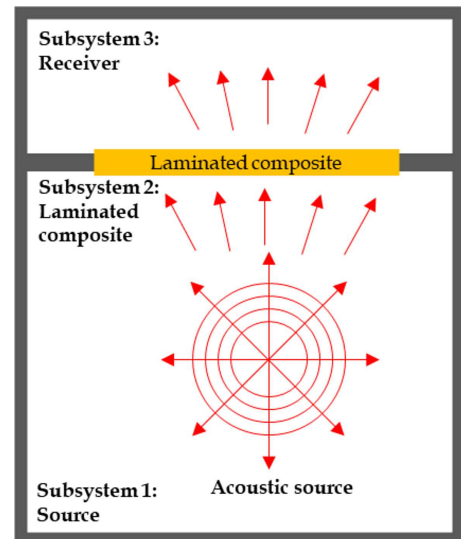 Subsystem 3:
Receiver
Laminated composite
Subsystem 2:
Laminated
composite
Subsystem 1:
Source
Acoustic source